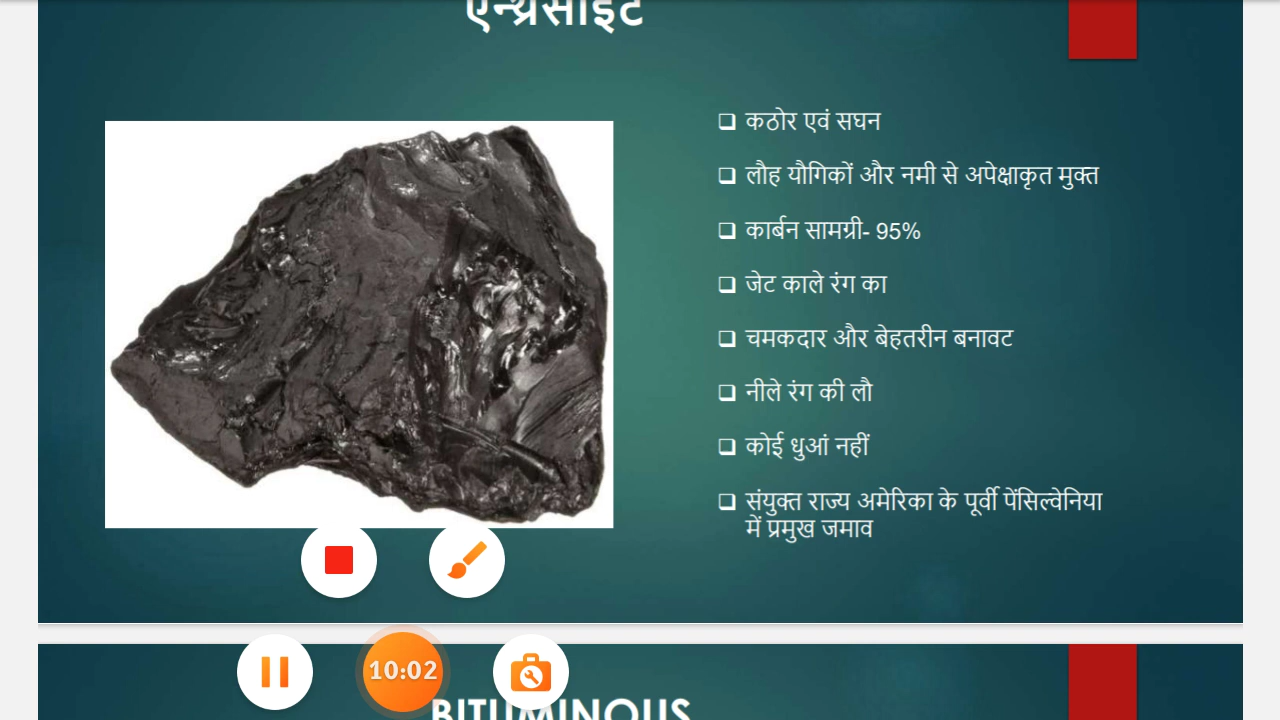 एन्थ्रेसाइट
❑ कठोर एवं सघन
❑ लौह यौगिकों और नमी से अपेक्षाकृत मुक्त
❑ कार्बन सामग्री- 95%
❑ जेट काले रंग का
❑ चमकदार और बेहतरीन बनावट
❑ नीले रंग की लौ
❑ कोई धुआं नहीं
❑ संयुक्त राज्य अमेरिका के पूर्वी पेंसिल्वेनिया
में प्रमुख जमाव
10:02
BITUMINOUS